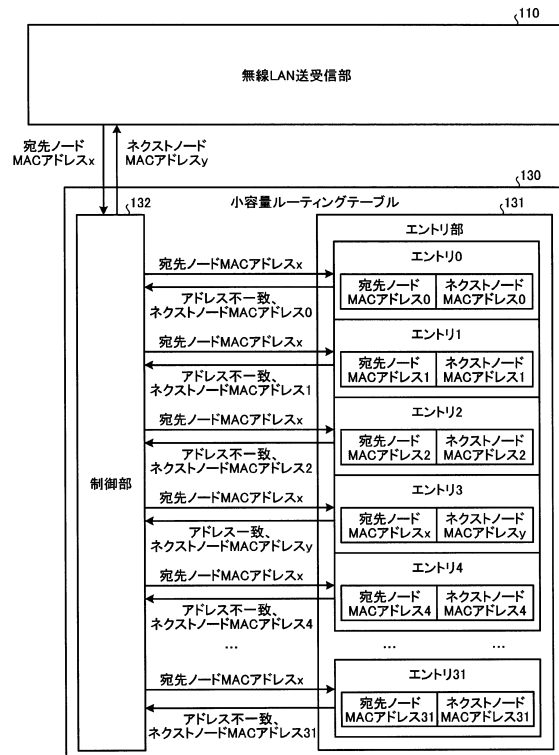 110
無線LAN送受信部
宛先ノード
MACアドレスx
ネクストノード
MACアドレスy
130
小容量ルーティングテーブル
132
131
制御部
エントリ部
宛先ノードMACアドレスx
アドレス不一致、
ネクストノードMACアドレス0
エントリ0
宛先ノード
MACアドレス0
ネクストノード
MACアドレス0
宛先ノードMACアドレスx
アドレス不一致、
ネクストノードMACアドレス1
エントリ1
宛先ノード
MACアドレス1
ネクストノード
MACアドレス1
宛先ノードMACアドレスx
アドレス不一致、
ネクストノードMACアドレス2
エントリ2
宛先ノード
MACアドレス2
ネクストノード
MACアドレス2
宛先ノードMACアドレスx
アドレス一致、
ネクストノードMACアドレスy
エントリ3
宛先ノード
MACアドレスx
ネクストノード
MACアドレスy
宛先ノードMACアドレスx
アドレス不一致、
ネクストノードMACアドレス4
エントリ4
宛先ノード
MACアドレス4
ネクストノード
MACアドレス4
…
…
…
宛先ノードMACアドレスx
アドレス不一致、
ネクストノードMACアドレス31
エントリ31
宛先ノード
MACアドレス31
ネクストノード
MACアドレス31